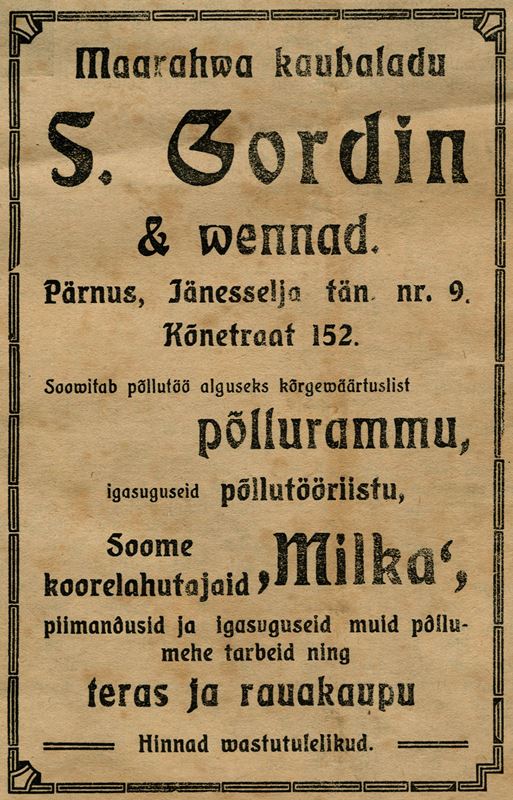 Maarahwa kaubaladu
S. Gordin
& wennad.
Pärnus, Jänesselja tän. nr. 9.
Kõnetraat 152.
Soowitab põllutöö alguseks kõrgewäärtuslist
põllurammu,
igasuguseid põllutööriistu,
Soome
koorelahutajaid ‚Milka‘,
piimanõusid ja igasuguseid muid põllu-
mehe tarbeid ning
teras ja rauakaupu
Hinnad wastutulelikud.